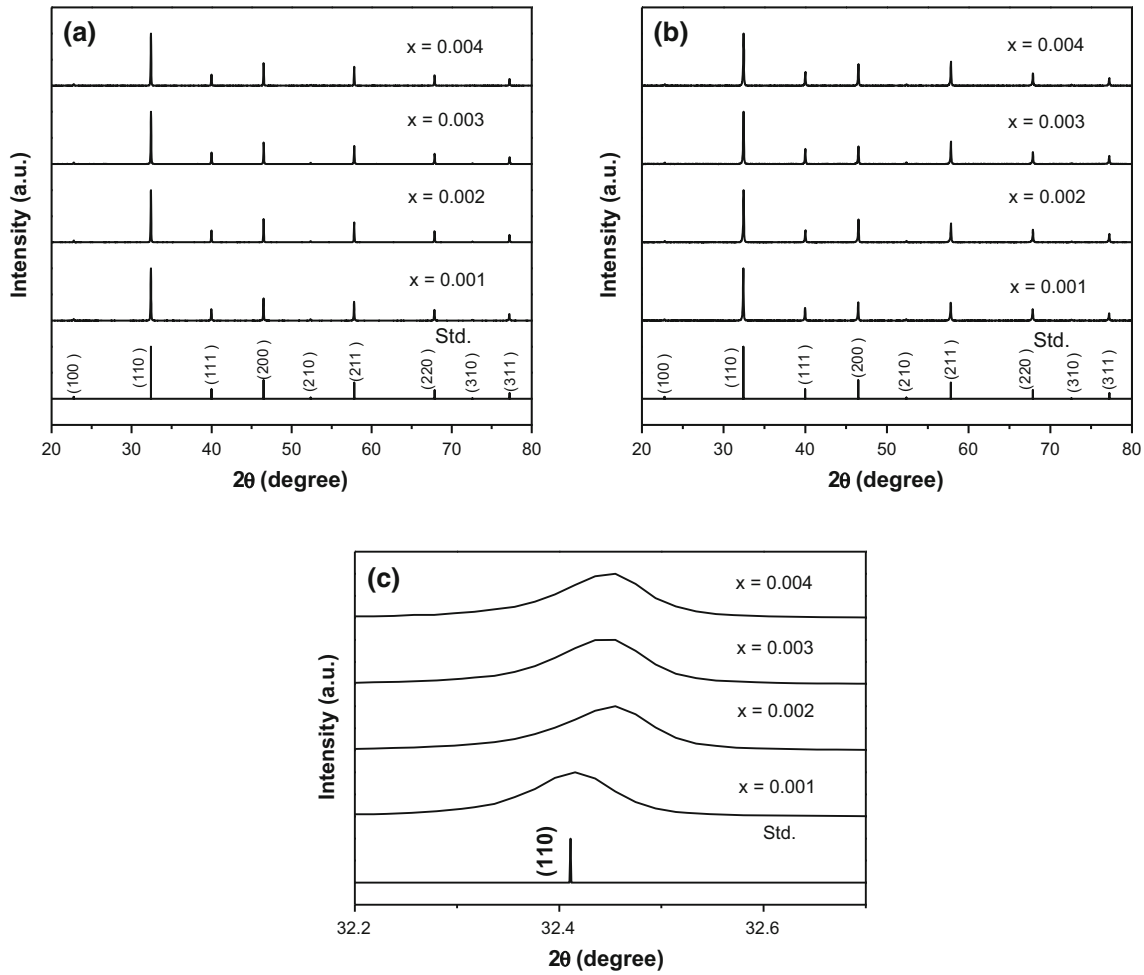 (a)
x = 0.004
x = 0.003
x = 0.002
x = 0.001
Std.
(100)
(110)
(111)
(200)
(210)
(211)
(220)
(310)
(311)
Intensity (a.u.)
20 30 40 50 60 70 80
2θ (degree)
(b)
x = 0.004
x = 0.003
x = 0.002
x = 0.001
Std.
(100)
(110)
(111)
(200)
(210)
(211)
(220)
(310)
(311)
Intensity (a.u.)
20 30 40 50 60 70 80
2θ (degree)
(c)
x = 0.004
x = 0.003
x = 0.002
x = 0.001
Std.
(110)
Intensity (a.u.)
32.2 32.4 32.6
2θ (degree)